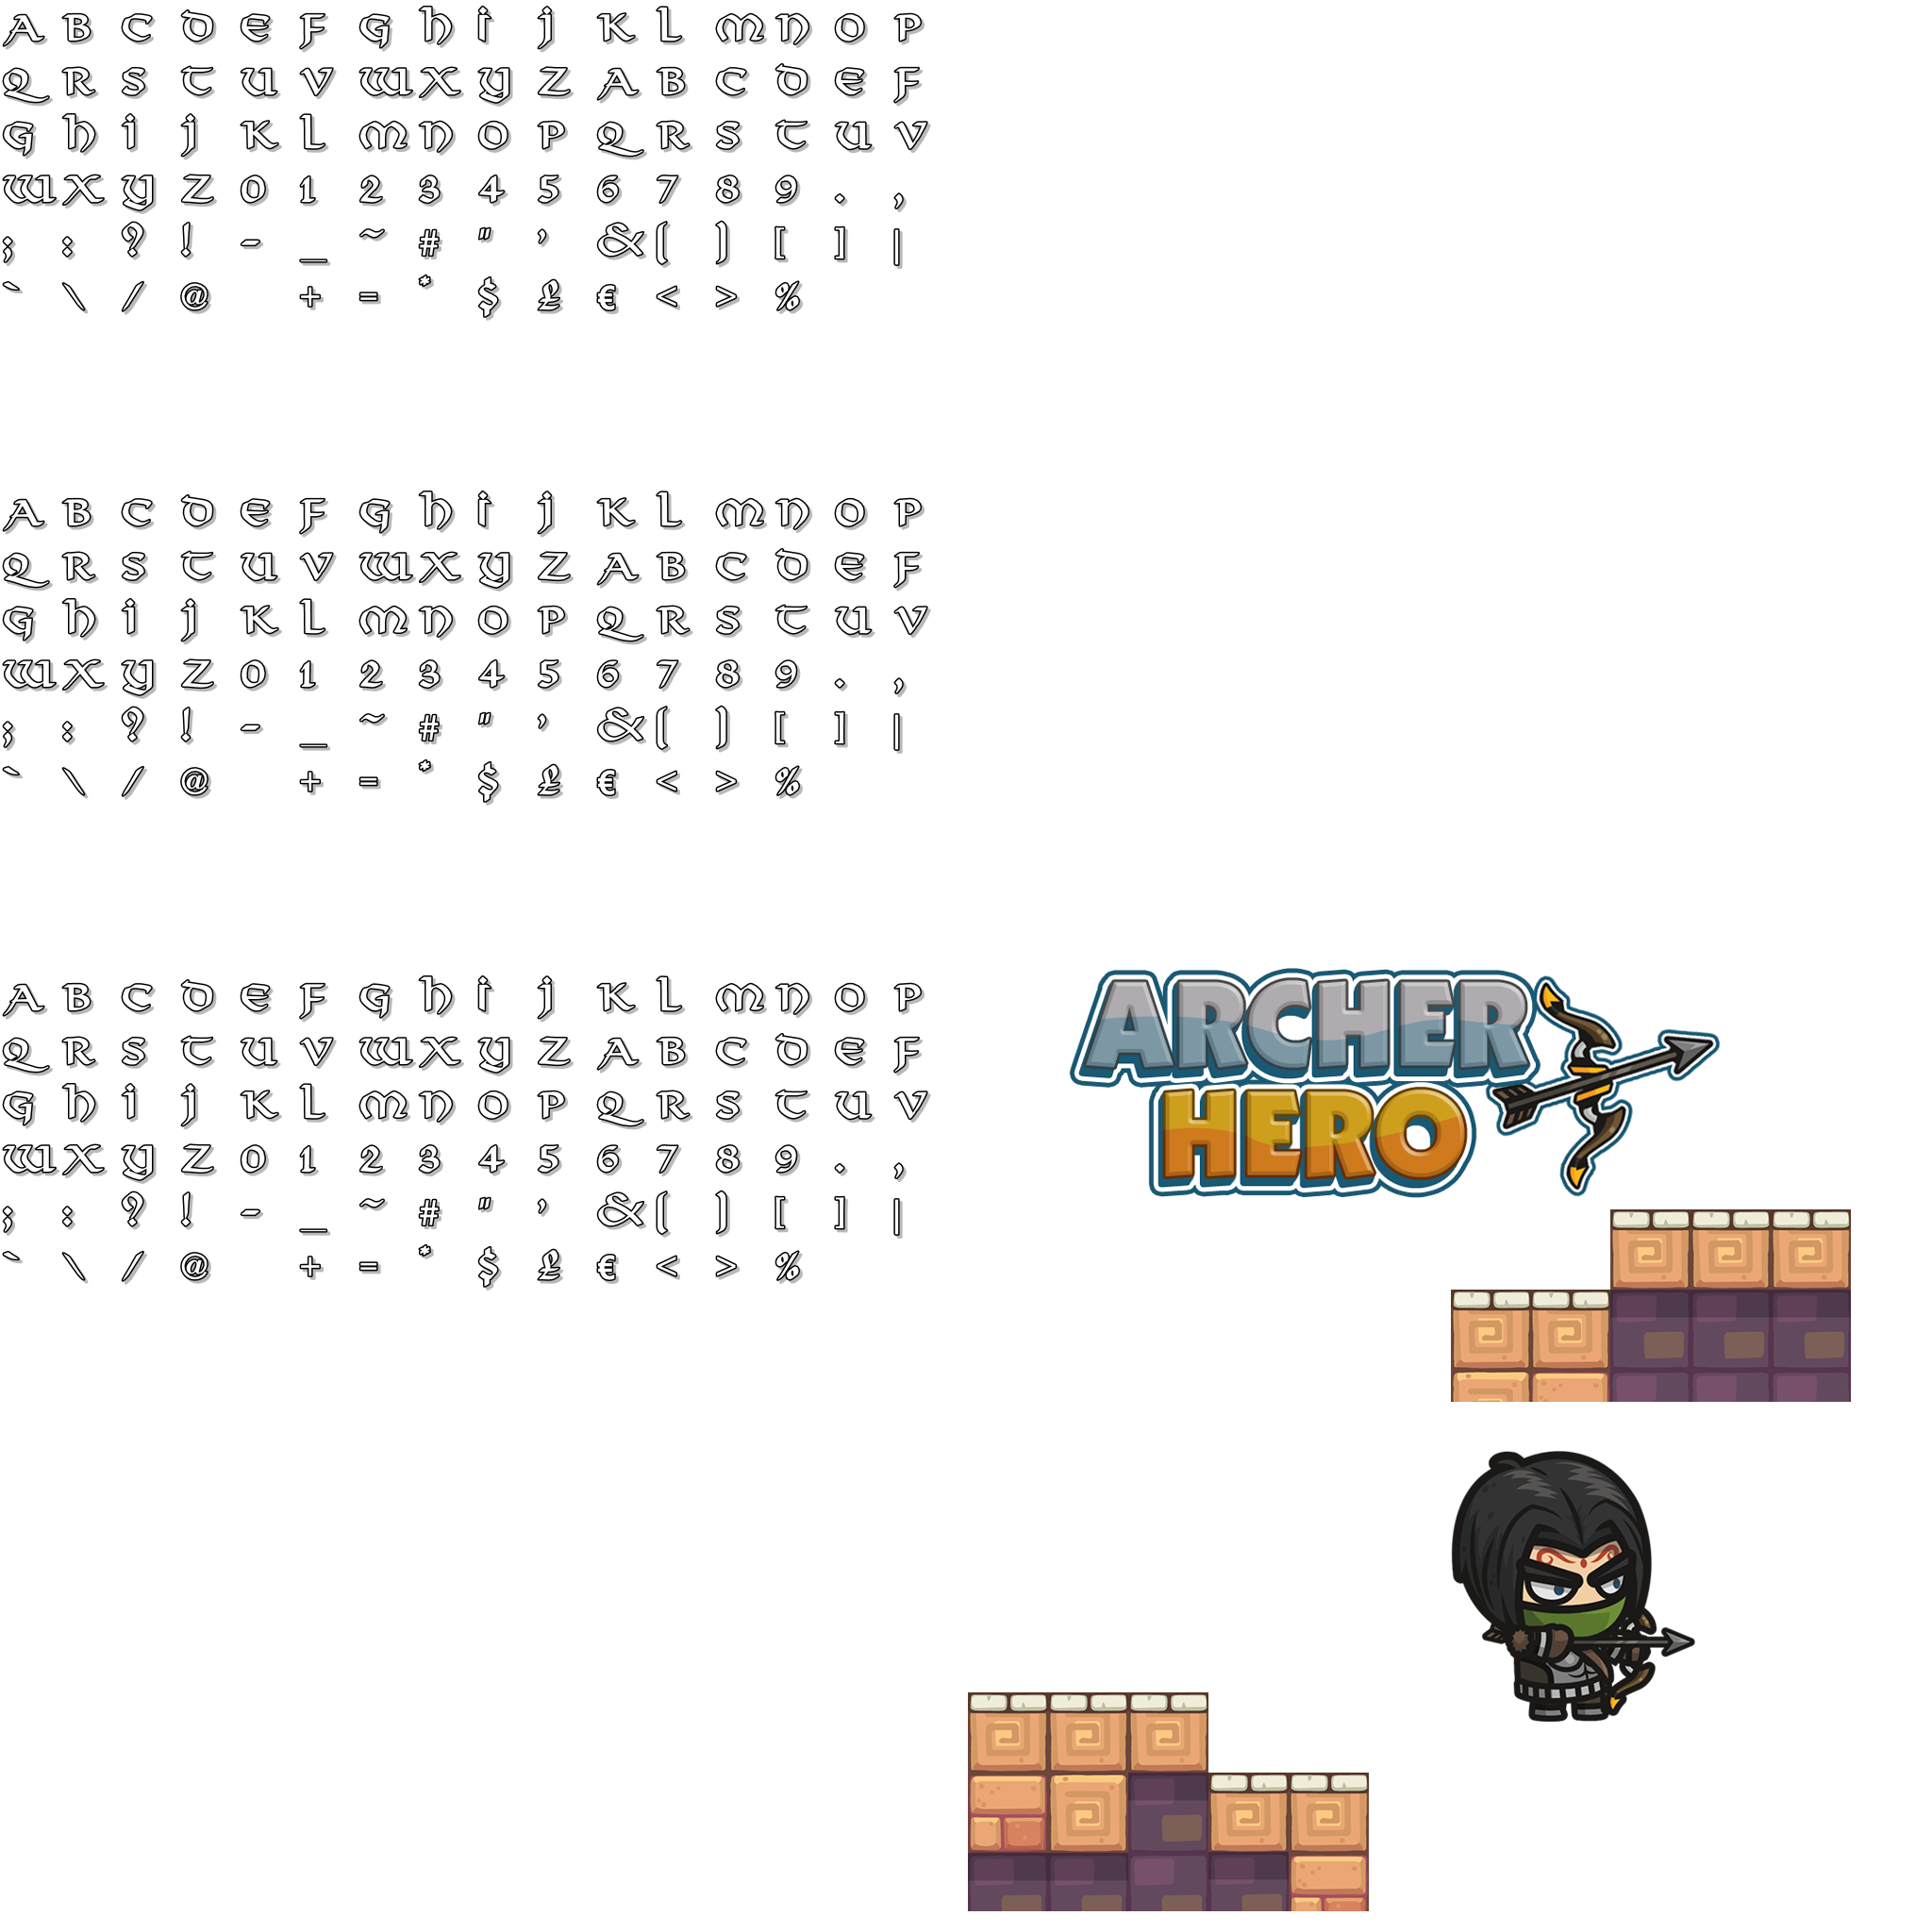 A B C D E F G H I J K L M N O P
Q R S T U V W X Y Z A B C D E F
G H I J K L M N O P Q R S T U V
W X Y Z 0 1 2 3 4 5 6 7 8 9 . ,
; : ? ! - _ ~ # " ' & ( ) [ ] |
` \ / @ + = * $ £ € < > %
A B C D E F G H I J K L M N O P
Q R S T U V W X Y Z A B C D E F
G H I J K L M N O P Q R S T U V
W X Y Z 0 1 2 3 4 5 6 7 8 9 . ,
; : ? ! - _ ~ # " ' & ( ) [ ] |
` \ / @ + = * $ £ € < > %
A B C D E F G H I J K L M N O P
Q R S T U V W X Y Z A B C D E F
G H I J K L M N O P Q R S T U V
W X Y Z 0 1 2 3 4 5 6 7 8 9 . ,
; : ? ! - _ ~ # " ' & ( ) [ ] |
` \ / @ + = * $ £ € < > %
ARCHER
HERO